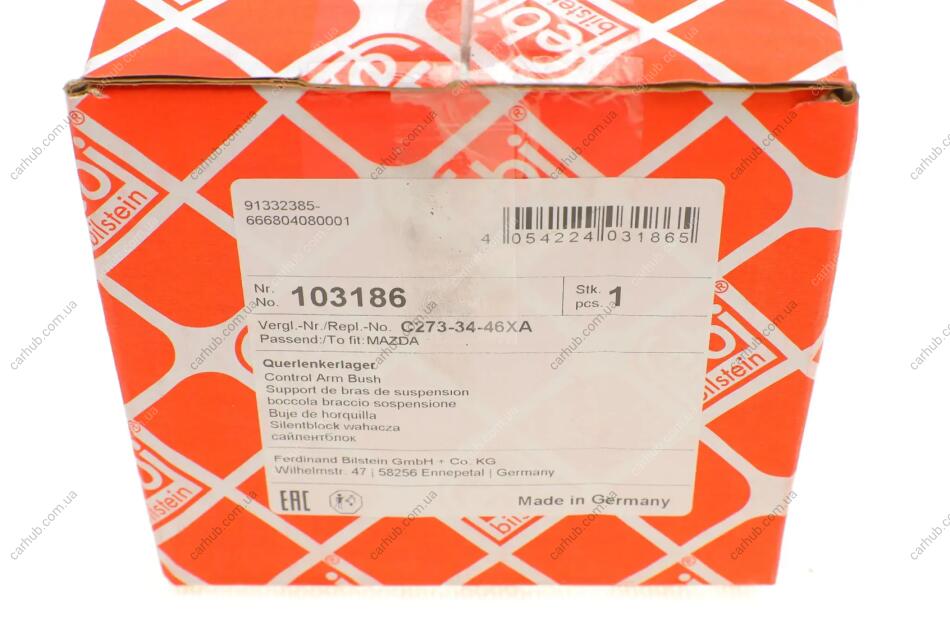 febi
bilstein
91332385-
666804080001
4 054224 031865
Nr.
No. 103186
Stk.
pcs. 1
Vergl.-Nr./Repl.-No. C273-34-46XA
Passend:/To fit: MAZDA
Querlenkerlager
Control Arm Bush
Support de bras de suspension
boccola braccio sospensione
Buje de horquilla
Silentblock wahacza
сайлентблок
Ferdinand Bilstein GmbH + Co. KG
Wilhelmstr. 47 | 58256 Ennepetal | Germany
EAC
Made in Germany
bilstein
bilstein
bilstein
carhub.com.ua